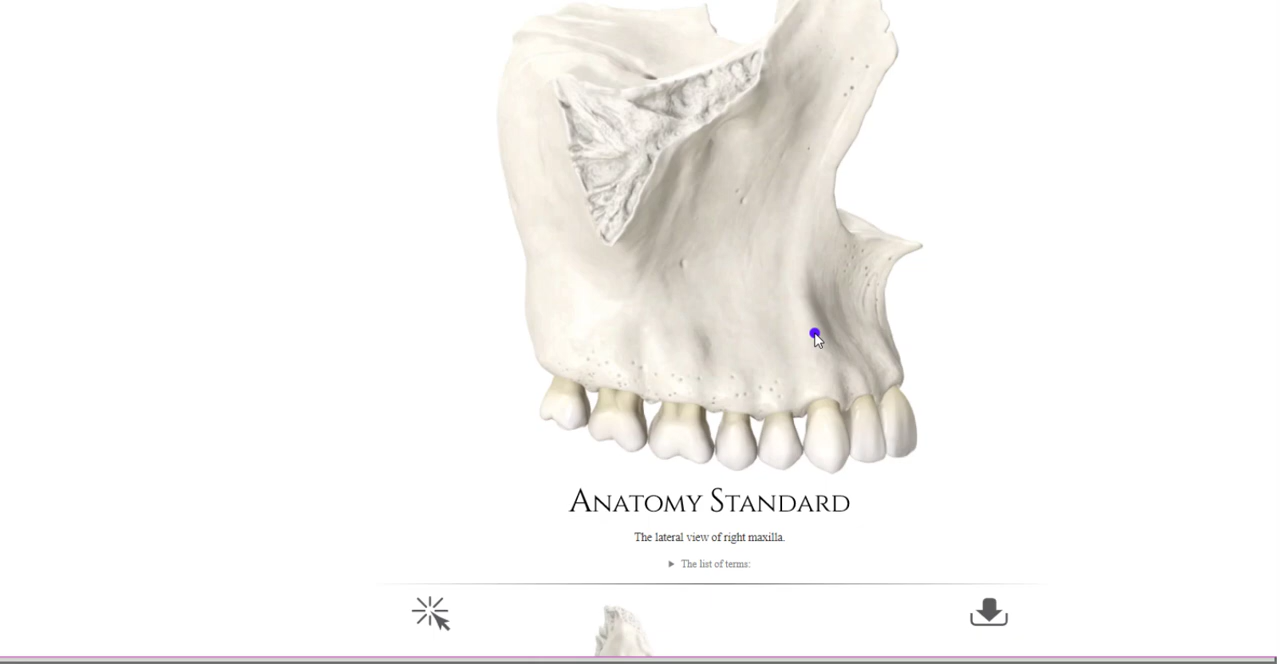 Anatomy Standard
The lateral view of right maxilla.
► The list of terms: